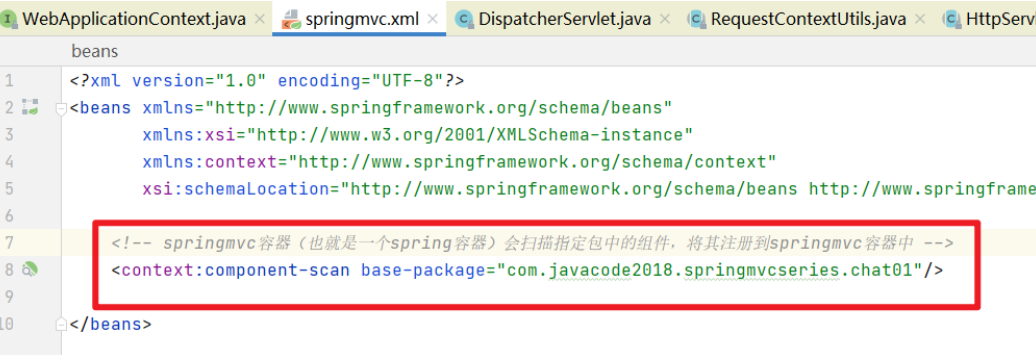 WebApplicationContext.java × springmvc.xml × DispatcherServlet.java × RequestContextUtils.java × HttpServ
beans
1 <?xml version="1.0" encoding="UTF-8"?>
2 <beans xmlns="http://www.springframework.org/schema/beans"
3 xmlns:xsi="http://www.w3.org/2001/XMLSchema-instance"
4 xmlns:context="http://www.springframework.org/schema/context"
5 xsi:schemaLocation="http://www.springframework.org/schema/beans http://www.springframe
6
7 <!-- springmvc容器（也就是一个spring容器）会扫描指定包中的组件，将其注册到springmvc容器中 -->
8 <context:component-scan base-package="com.javacode2018.springmvcseries.chat01"/>
9
10 </beans>